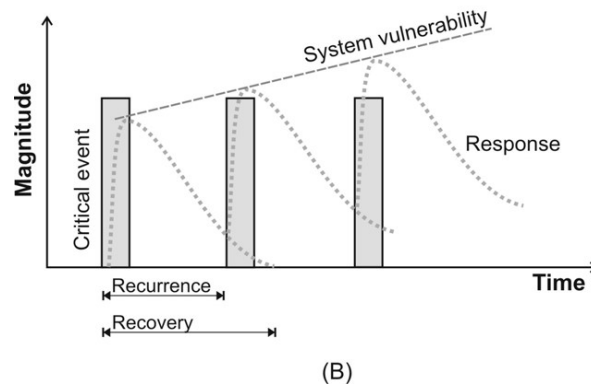 System vulnerability
Magnitude
Critical event
Response
Time
Recurrence
Recovery
(B)